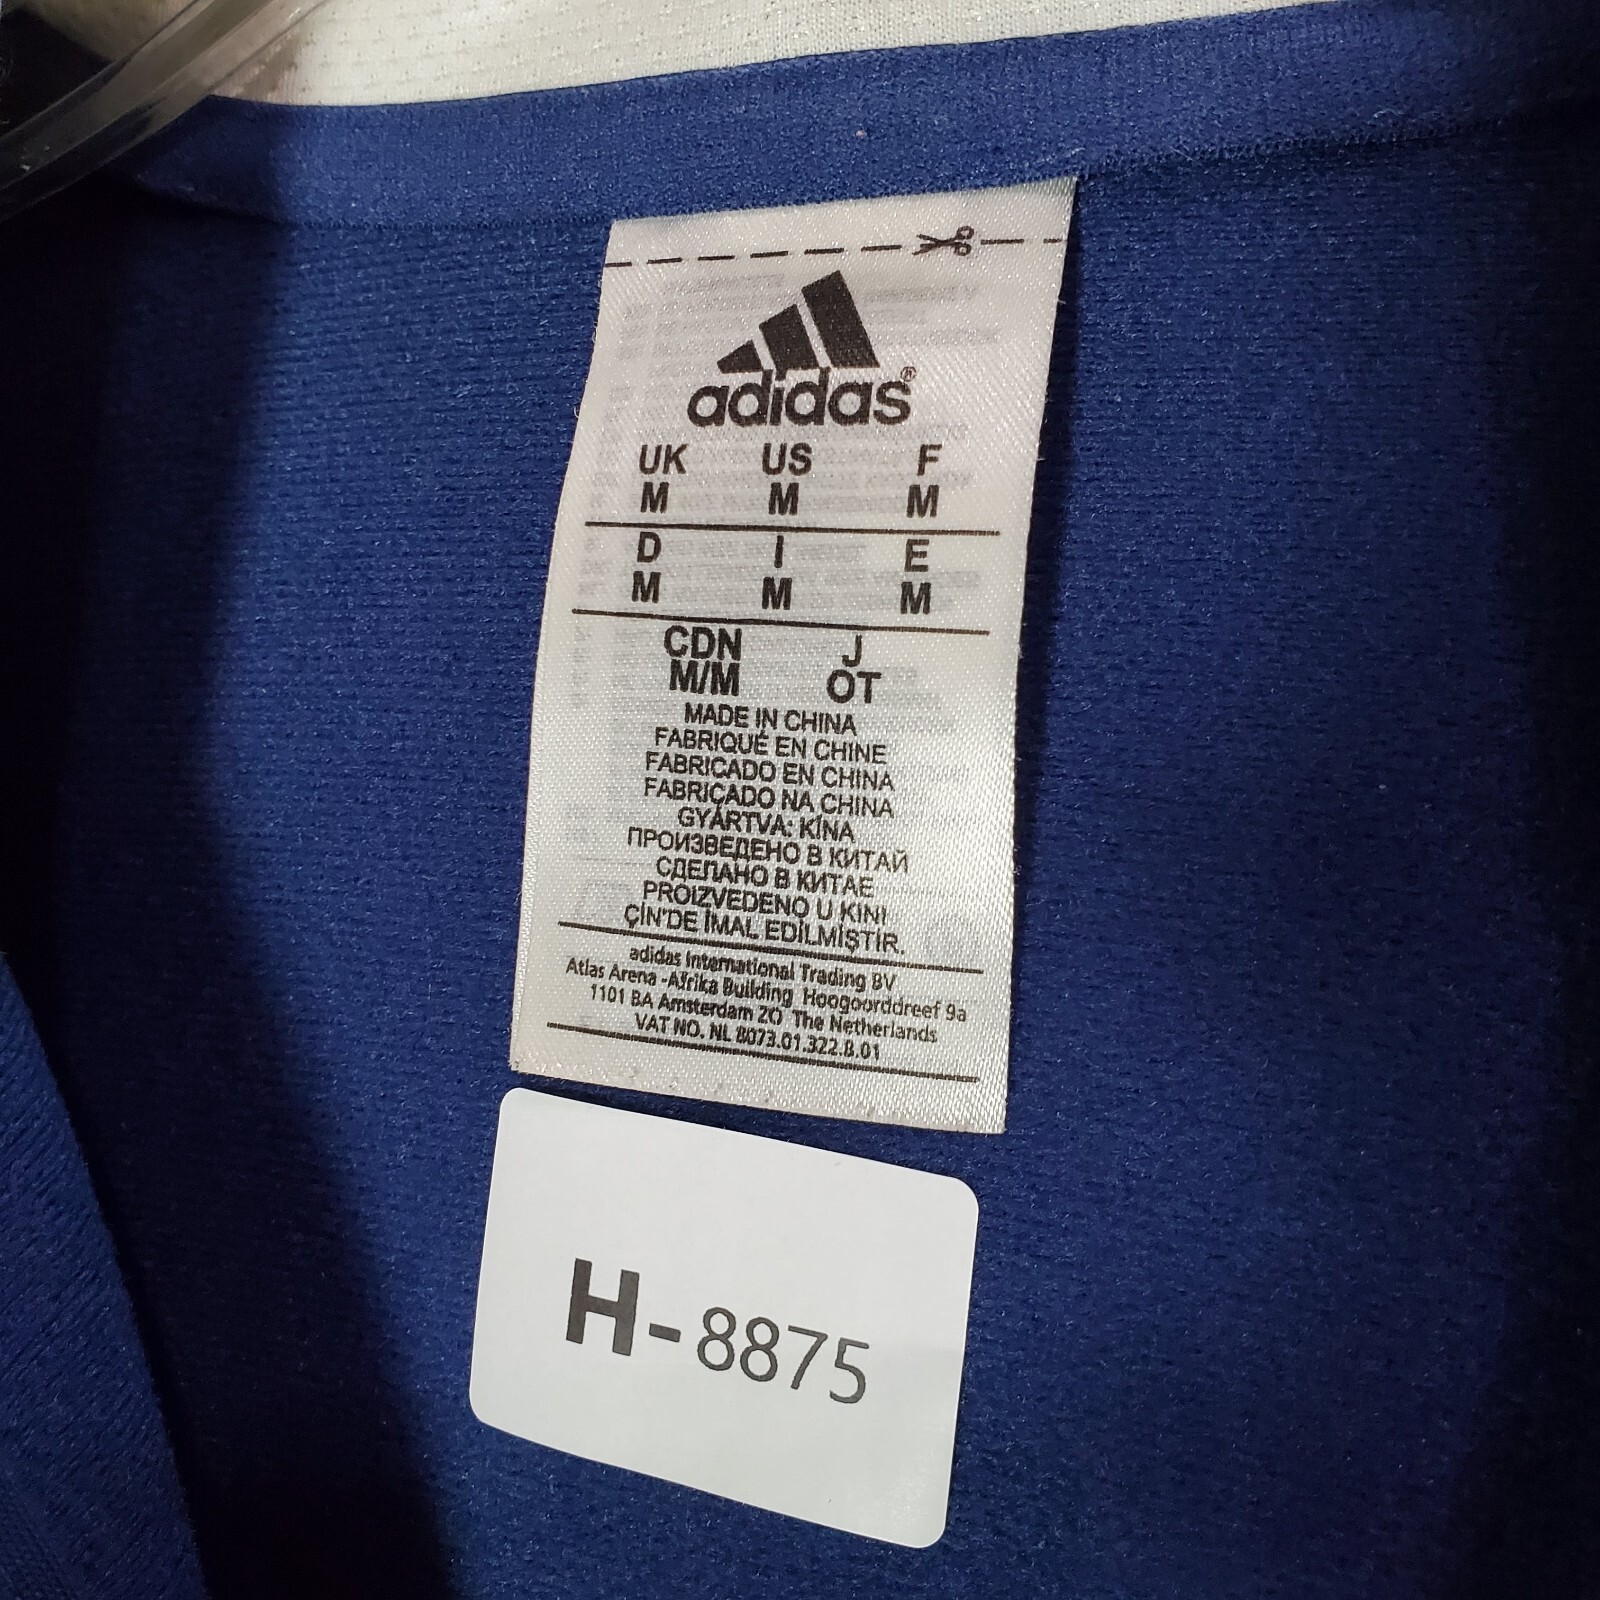 adidas®
UK US F
M M M
D I E
M M M
CDN J
M/M OT
MADE IN CHINA
FABRIQUÉ EN CHINE
FABRICADO EN CHINA
FABRICADO NA CHINA
GYÁRTVA: KÍNA
ПРОИЗВЕДЕНО В КИТАЙ
СДЕЛАНО В КИТАЕ
PROIZVEDENO U KINI
ÇİN'DE İMAL EDİLMİŞTİR.
adidas International Trading BV
Atlas Arena -Afrika Building Hoogoorddreef 9a
1101 BA Amsterdam ZO The Netherlands
VAT NO. NL 8073.01.322.B.01
H-8875